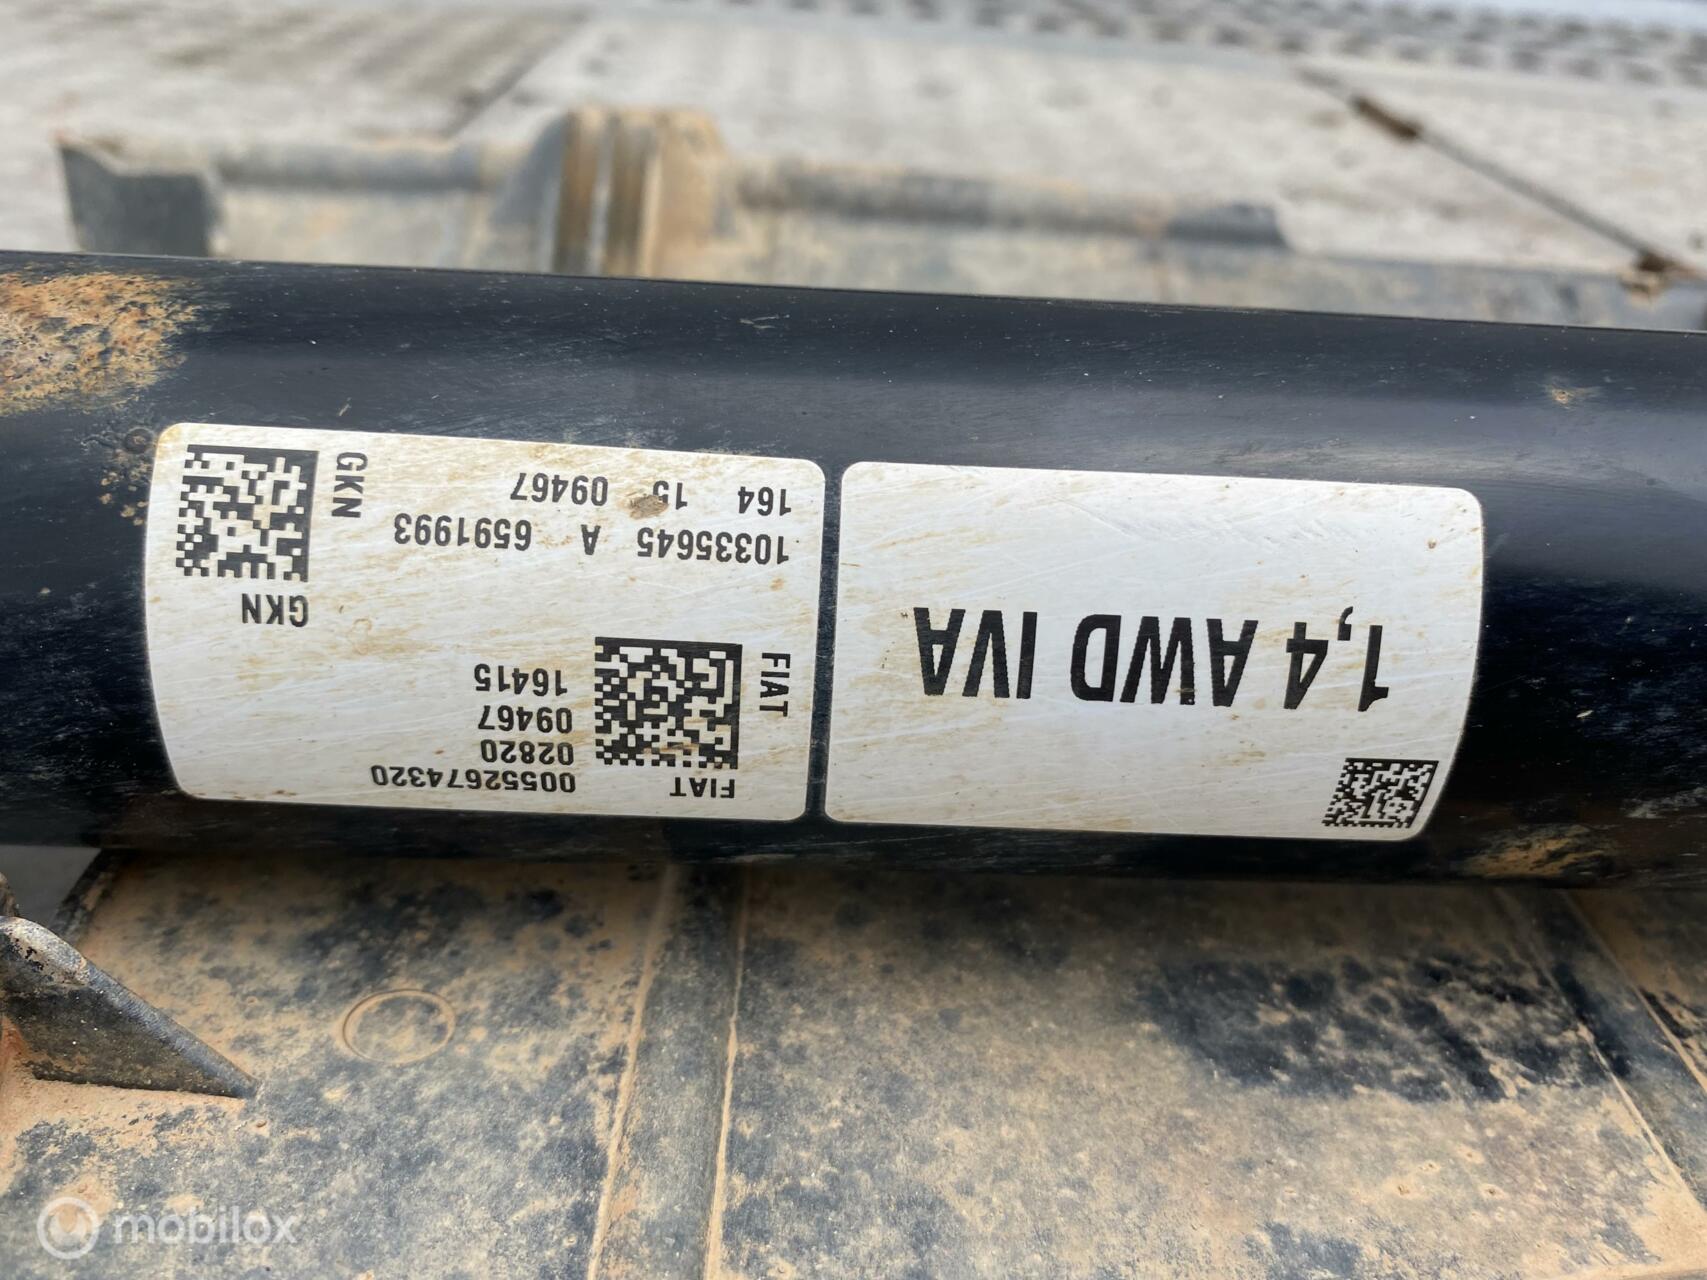 1,4 AWD IVA
FIAT
00552674320
02820
09467
16415
FIAT
GKN
10335645 A 6591993
164 15 09467
GKN
mobilox